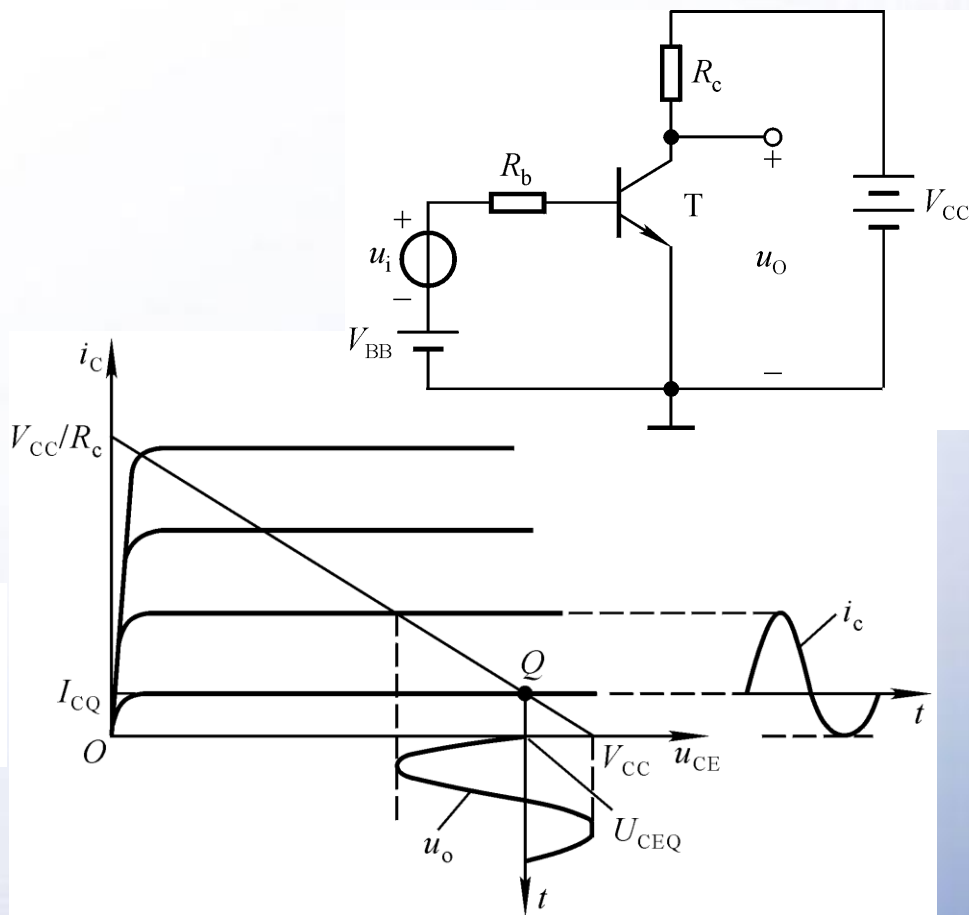 R_c
+
R_b
T
V_CC
+
u_i
u_O
−
V_BB
−
i_C
V_CC/R_c
i_c
Q
I_CQ
t
O
V_CC
u_CE
u_o
U_CEQ
t